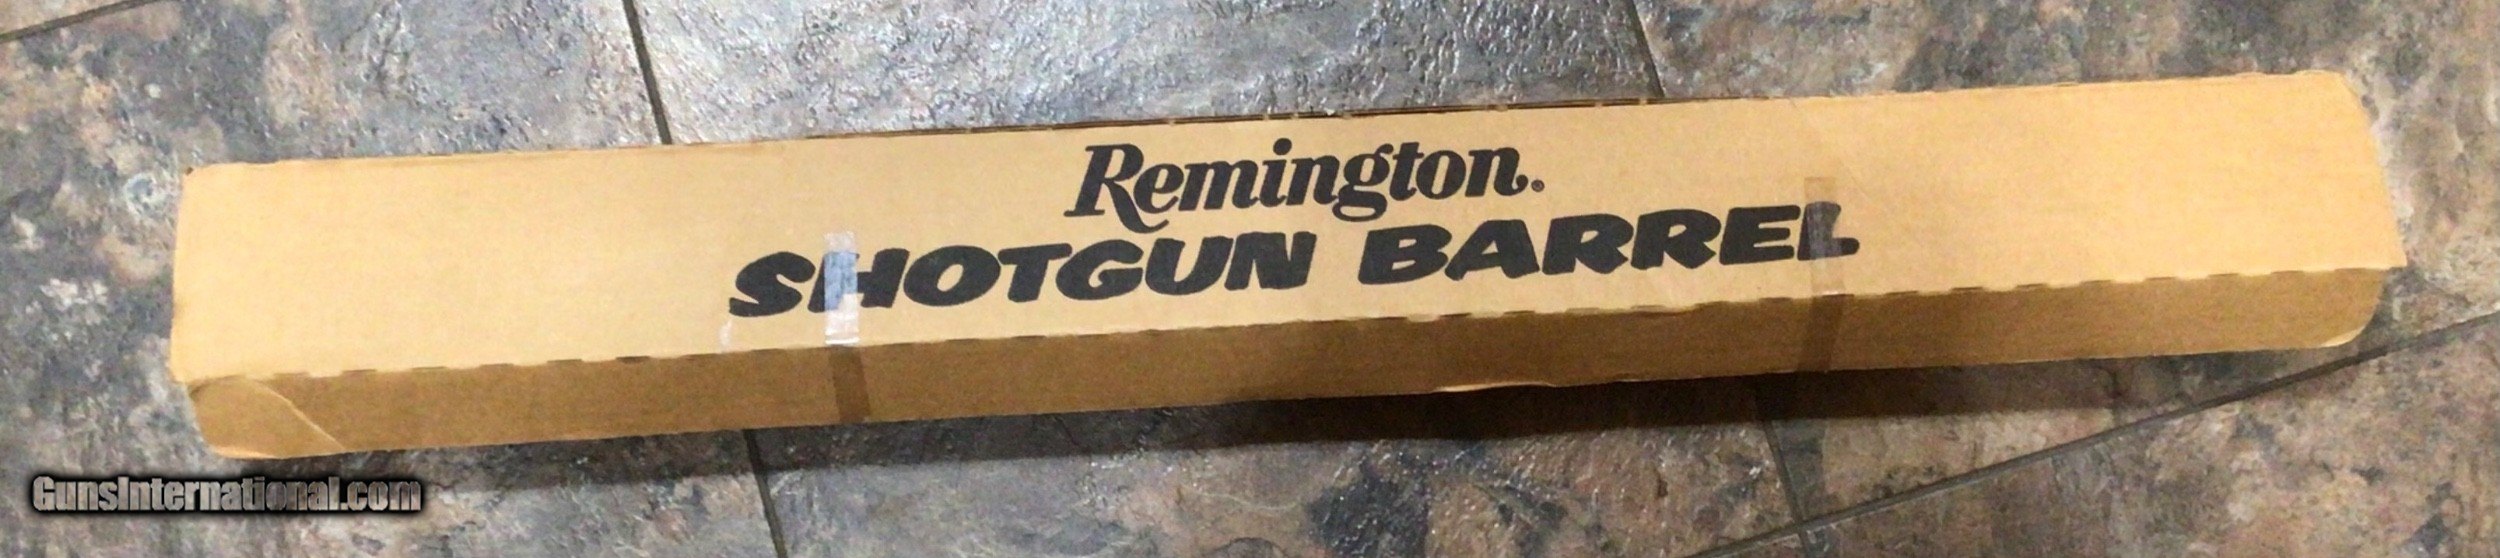 Remington®
SHOTGUN BARREL
GunsInternational.com